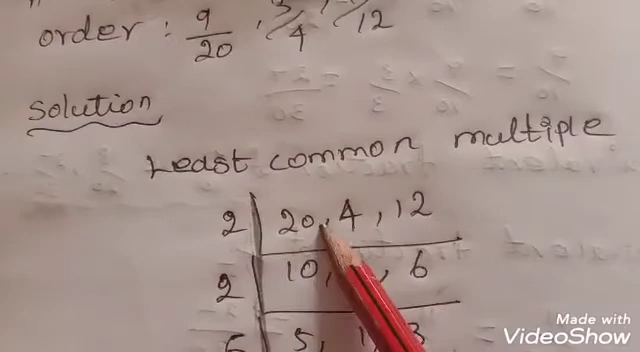 order : 9/20 , 3/4 , /12
Solution
Least common multiple
2 | 20, 4, 12
2 | 10, , 6
5, 1, 3
Made with
VideoShow